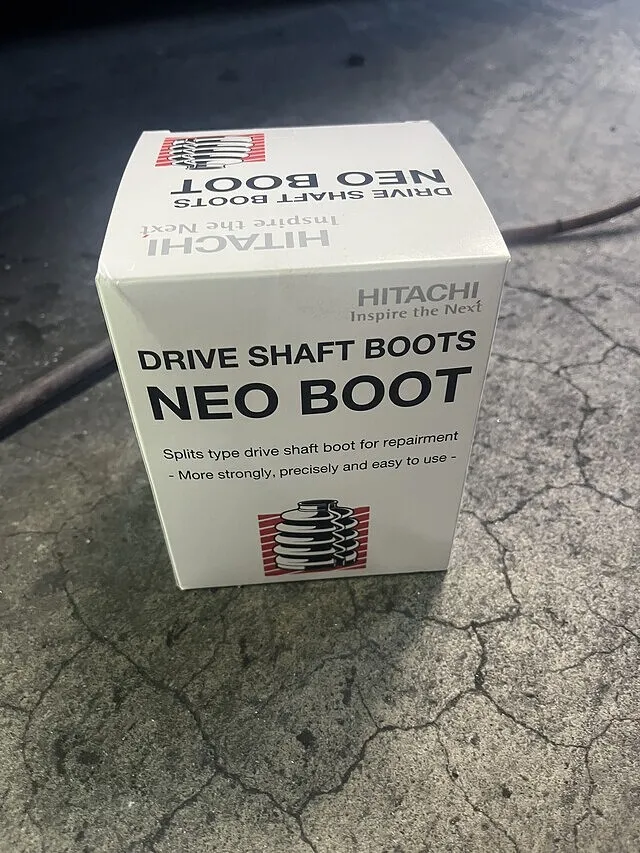 NEO BOOT
DRIVE SHAFT BOOTS
Inspire the Next
HITACHI
HITACHI
Inspire the Next
DRIVE SHAFT BOOTS
NEO BOOT
Splits type drive shaft boot for repairment
- More strongly, precisely and easy to use -